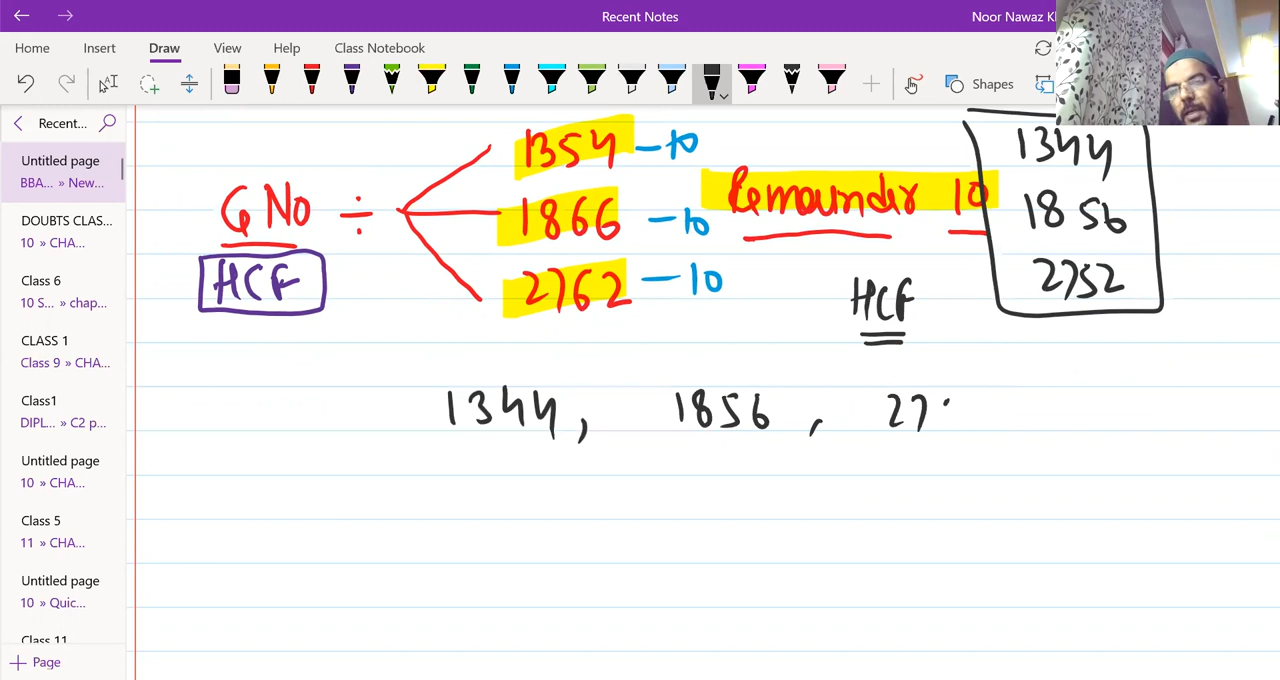 Recent Notes
Noor Nawaz Kh
Home Insert Draw View Help Class Notebook
Shapes
Recent...
Untitled page
BBA... » New...
DOUBTS CLAS...
10 » CHA...
Class 6
10 S... » chap...
CLASS 1
Class 9 » CHA...
Class1
DIPL... » C2 p...
Untitled page
10 » CHA...
Class 5
11 » CHA...
Untitled page
10 » Quic...
Class 11
Page
G No ÷
HCF
1354 - 10
1866 - 10
2762 - 10
Remainder 10
1344
1856
2752
HCF
1344, 1856, 27